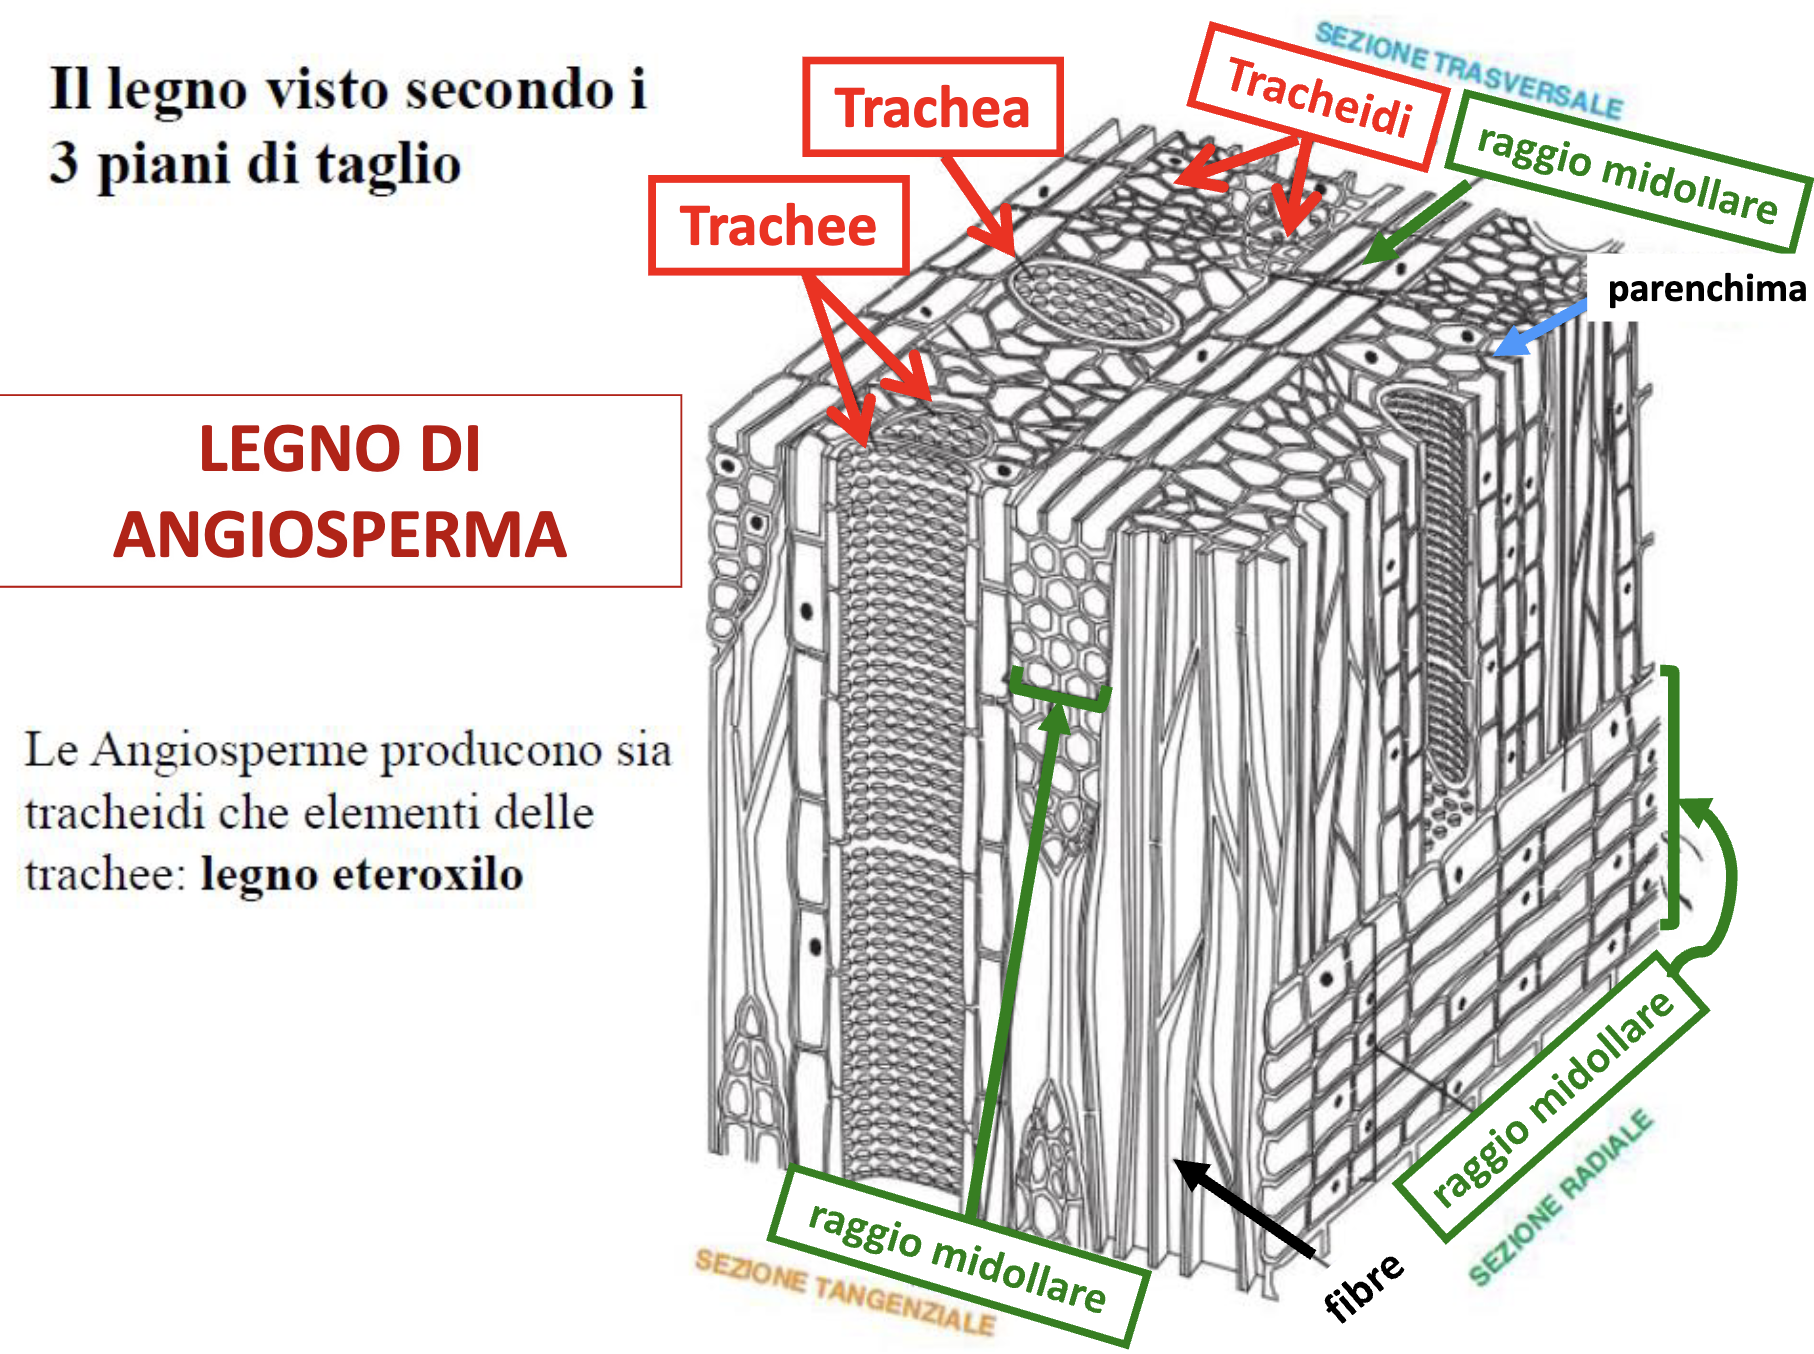 Il legno visto secondo i
3 piani di taglio
LEGNO DI
ANGIOSPERMA
Le Angiosperme producono sia
tracheidi che elementi delle
trachee: legno eteroxilo
SEZIONE TRASVERSALE
Tracheidi
Trachea
raggio midollare
Trachee
parenchima
raggio midollare
SEZIONE RADIALE
raggio midollare
fibre
SEZIONE TANGENZIALE